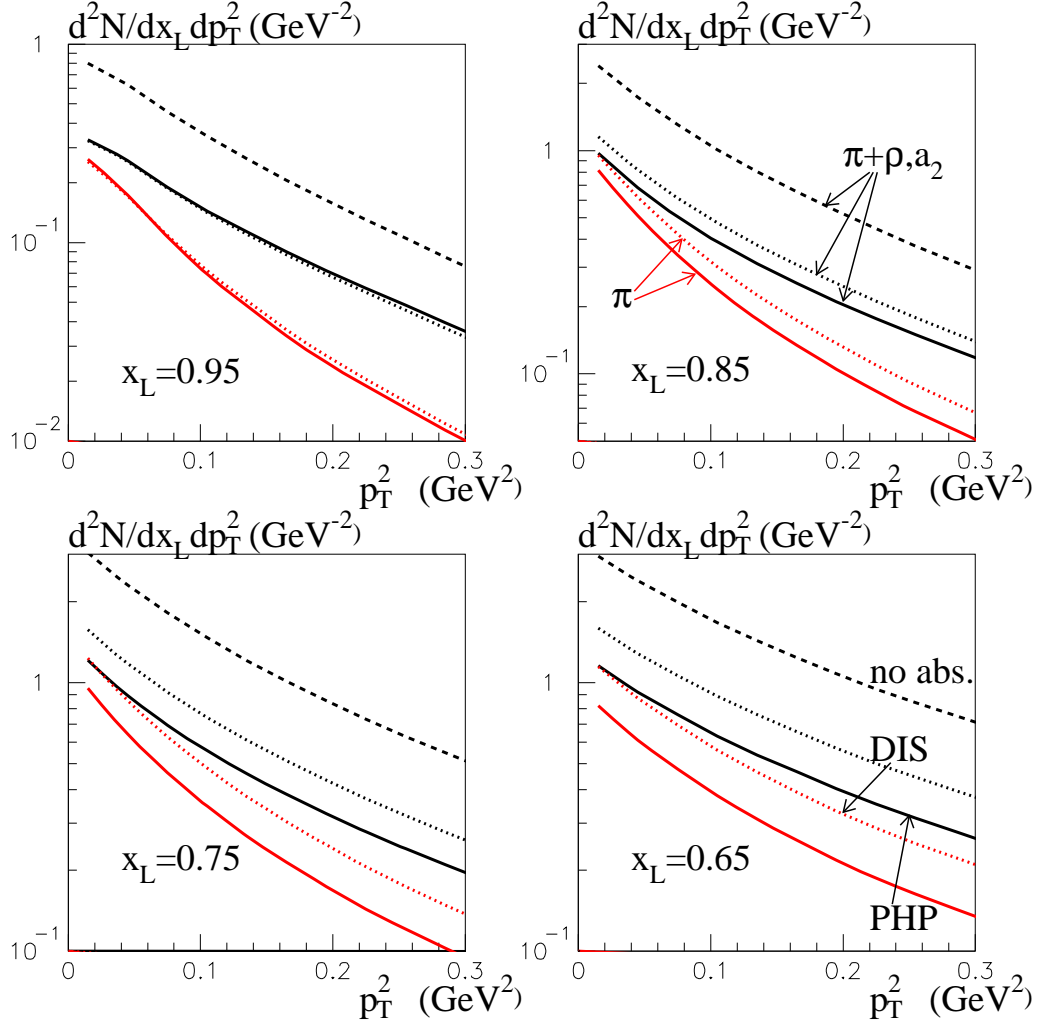 d²N/dx_L dp_T² (GeV⁻²)
1
10⁻¹
10⁻²
x_L=0.95
0 0.1 0.2 0.3
p_T² (GeV²)
d²N/dx_L dp_T² (GeV⁻²)
1
10⁻¹
π+ρ,a₂
π
x_L=0.85
0 0.1 0.2 0.3
p_T² (GeV²)
d²N/dx_L dp_T² (GeV⁻²)
1
10⁻¹
x_L=0.75
0 0.1 0.2 0.3
p_T² (GeV²)
d²N/dx_L dp_T² (GeV⁻²)
1
10⁻¹
no abs.
DIS
x_L=0.65
PHP
0 0.1 0.2 0.3
p_T² (GeV²)